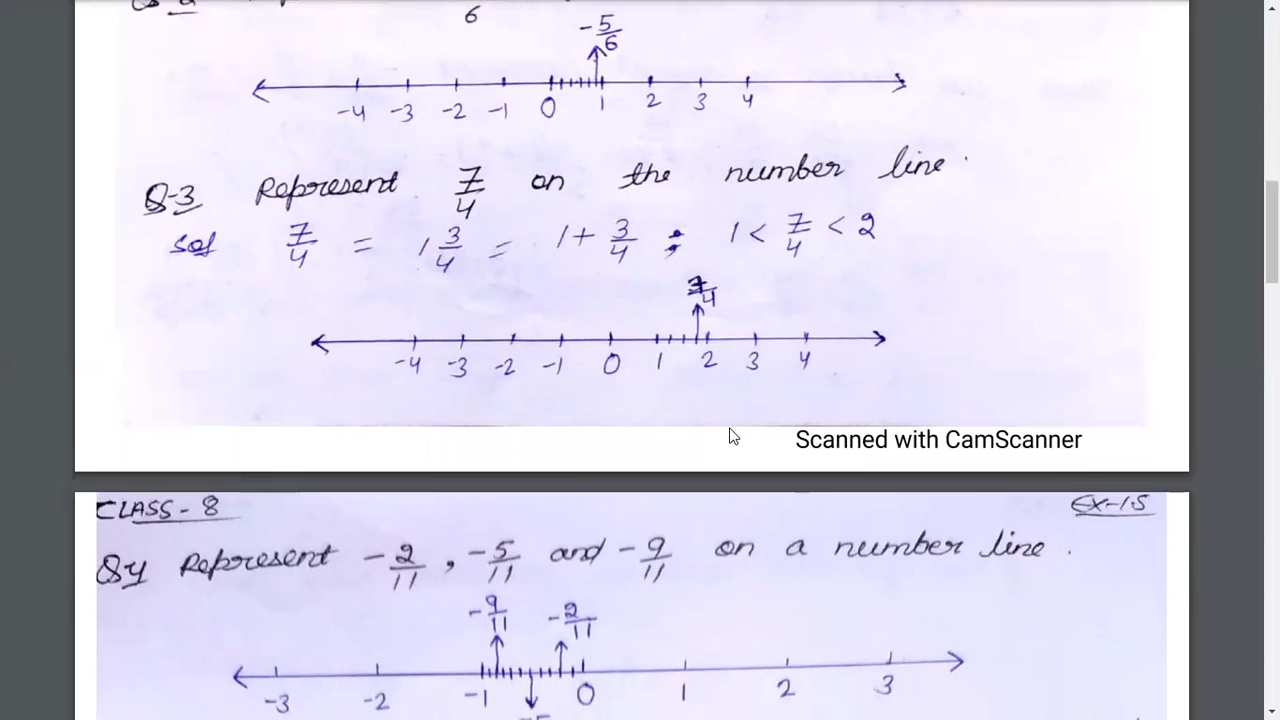 6
-5/6
-4 -3 -2 -1 0 1 2 3 4
Q-3 Represent 7/4 on the number line.
Sol 7/4 = 1 3/4 = 1 + 3/4 ; 1 < 7/4 < 2
7/4
-4 -3 -2 -1 0 1 2 3 4
Scanned with CamScanner
CLASS - 8 EX-1.5
Q4 Represent -2/11, -5/11 and -9/11 on a number line.
-9/11 -2/11
-3 -2 -1 0 1 2 3